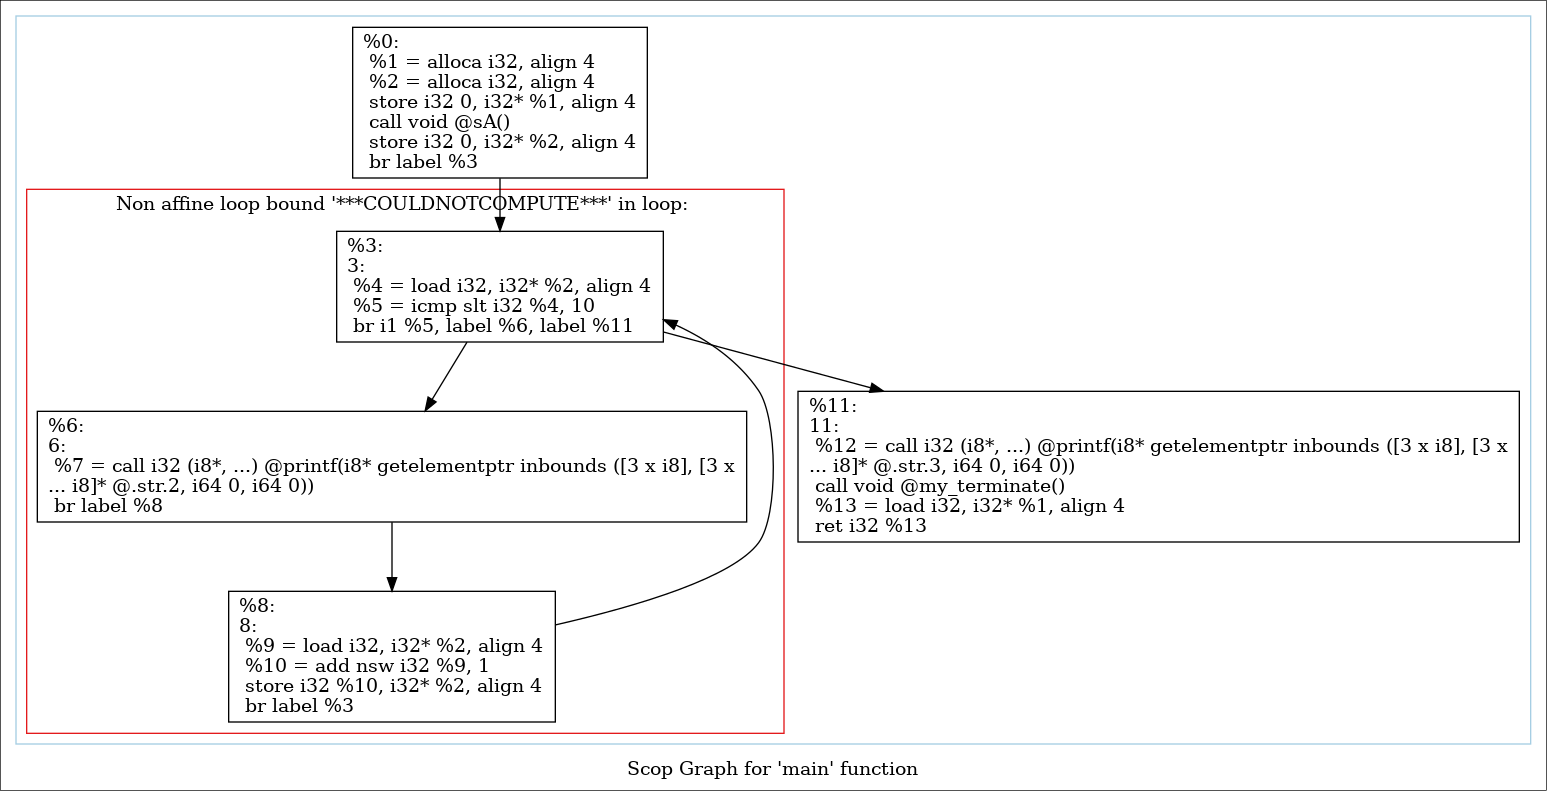 %0:
%1 = alloca i32, align 4
%2 = alloca i32, align 4
store i32 0, i32* %1, align 4
call void @sA()
store i32 0, i32* %2, align 4
br label %3
Non affine loop bound '***COULDNOTCOMPUTE***' in loop:
%3:
3:
%4 = load i32, i32* %2, align 4
%5 = icmp slt i32 %4, 10
br i1 %5, label %6, label %11
%6:
6:
%7 = call i32 (i8*, ...) @printf(i8* getelementptr inbounds ([3 x i8], [3 x
... i8]* @.str.2, i64 0, i64 0))
br label %8
%11:
11:
%12 = call i32 (i8*, ...) @printf(i8* getelementptr inbounds ([3 x i8], [3 x
... i8]* @.str.3, i64 0, i64 0))
call void @my_terminate()
%13 = load i32, i32* %1, align 4
ret i32 %13
%8:
8:
%9 = load i32, i32* %2, align 4
%10 = add nsw i32 %9, 1
store i32 %10, i32* %2, align 4
br label %3
Scop Graph for 'main' function